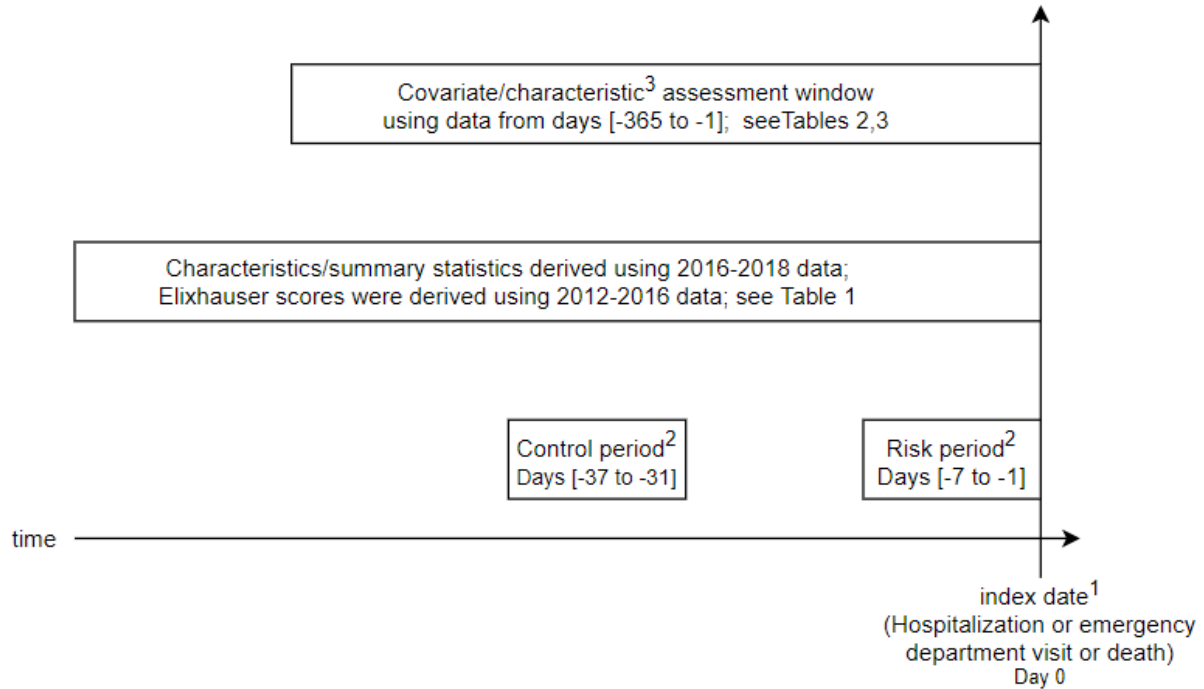 Covariate/characteristic3 assessment window
using data from days [-365 to -1]; seeTables 2,3
Characteristics/summary statistics derived using 2016-2018 data;
Elixhauser scores were derived using 2012-2016 data; see Table 1
Control period2
Days [-37 to -31]
Risk period2
Days [-7 to -1]
time
index date1
(Hospitalization or emergency
department visit or death)
Day 0